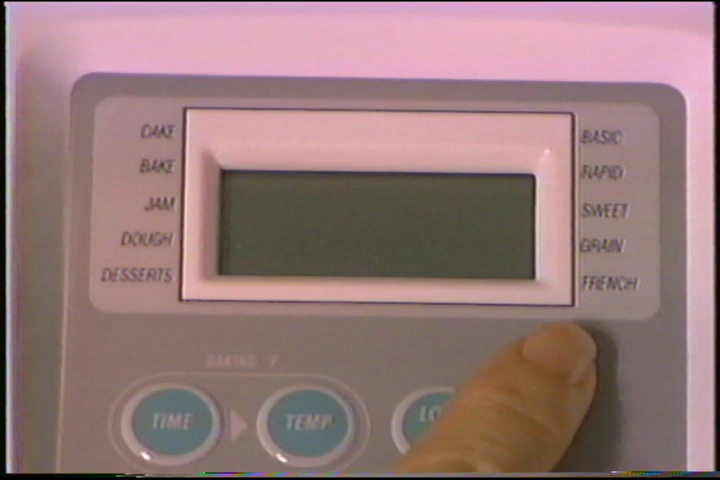 CAKE
BAKE
JAM
DOUGH
DESSERTS
BASIC
RAPID
SWEET
GRAIN
FRENCH
BAKING °F
TIME
TEMP